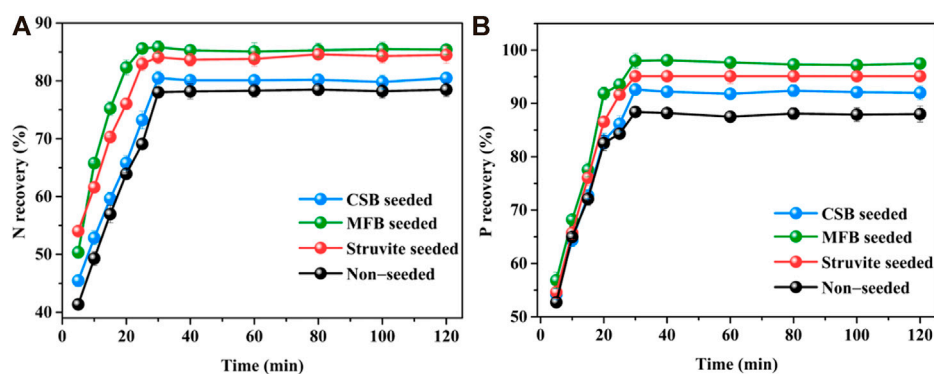 A
90
80
70
60
50
40
N recovery (%)
CSB seeded
MFB seeded
Struvite seeded
Non−seeded
0 20 40 60 80 100 120
Time (min)
B
100
90
80
70
60
50
P recovery (%)
CSB seeded
MFB seeded
Struvite seeded
Non−seeded
0 20 40 60 80 100 120
Time (min)